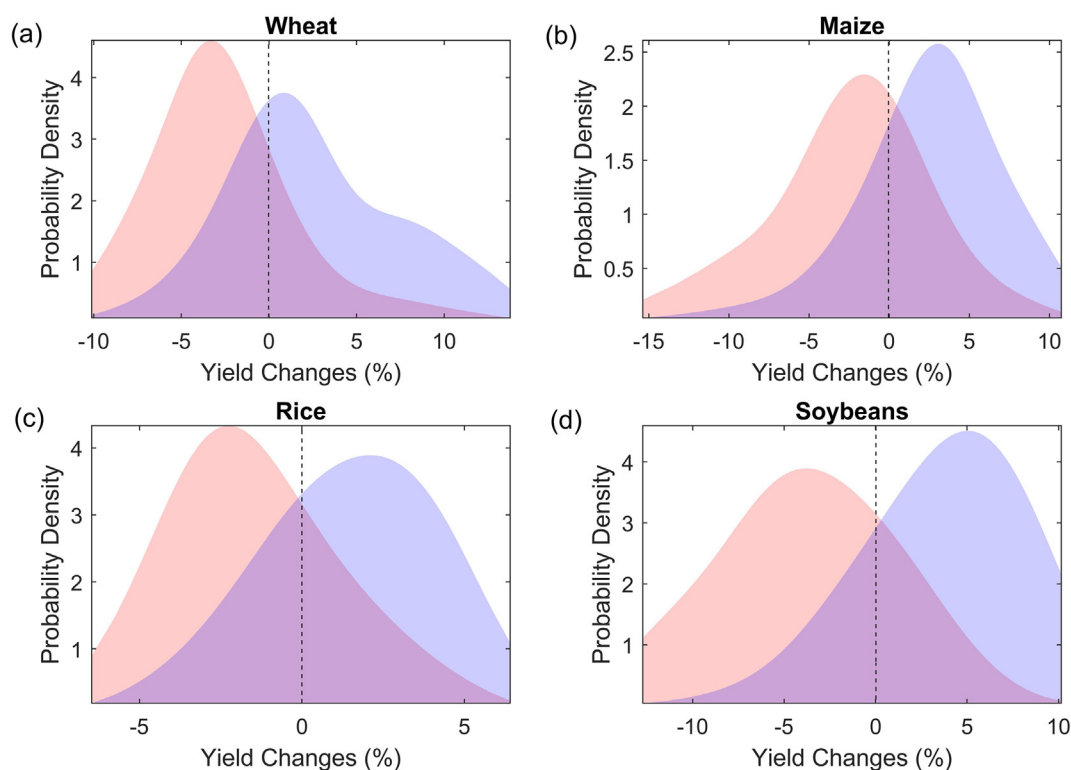 (a)
Wheat
Probability Density
4
3
2
1
-10 -5 0 5 10
Yield Changes (%)
(b)
Maize
Probability Density
2.5
2
1.5
1
0.5
-15 -10 -5 0 5 10
Yield Changes (%)
(c)
Rice
Probability Density
4
3
2
1
-5 0 5
Yield Changes (%)
(d)
Soybeans
Probability Density
4
3
2
1
-10 -5 0 5 10
Yield Changes (%)